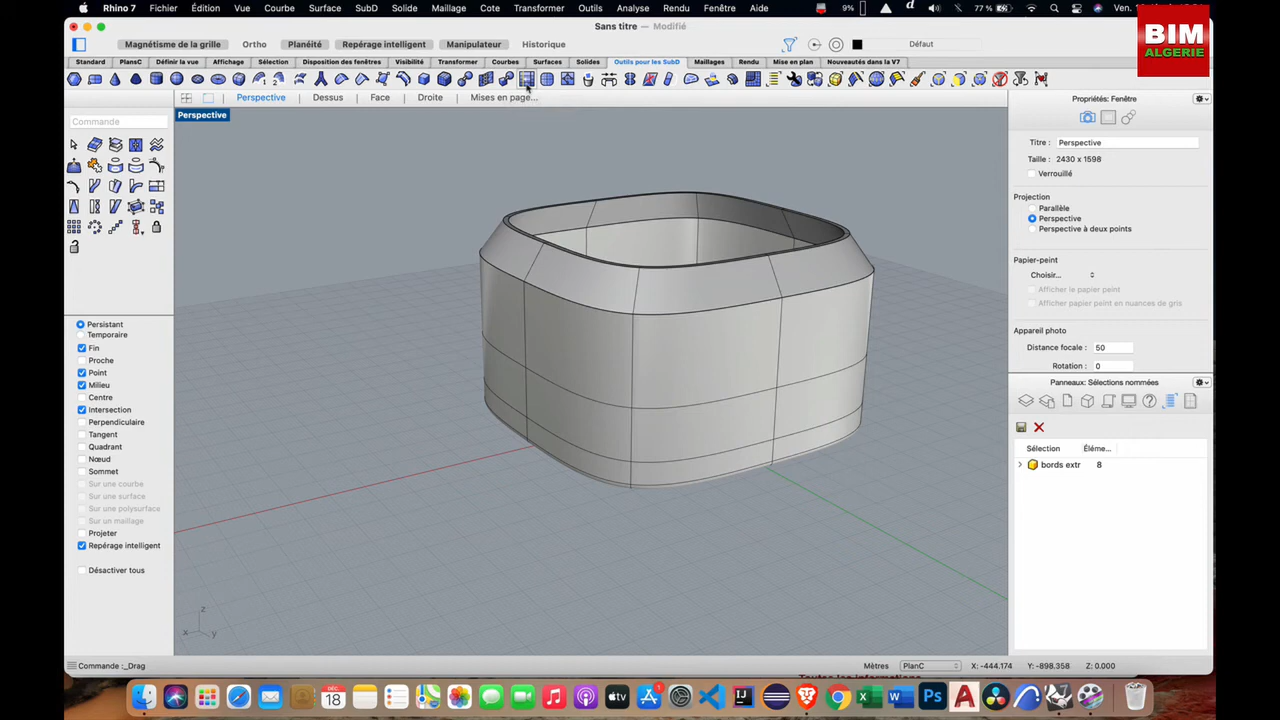 Rhino 7 Fichier Édition Vue Courbe Surface SubD Solide Maillage Cote Transformer Outils Analyse Rendu Fenêtre Aide 9% 77 %
Sans titre — Modifié
BIM
ALGERIE
Magnétisme de la grille Ortho Planéité Repérage intelligent Manipulateur Historique Défaut
Standard PlansC Définir la vue Affichage Sélection Disposition des fenêtres Visibilité Transformer Courbes Surfaces Solides Outils pour les SubD Maillages Rendu Mise en plan Nouveautés dans la V7
Perspective Dessus Face Droite Mises en page...
Propriétés: Fenêtre
Perspective
Commande
Titre : Perspective
Taille : 2430 x 1598
Verrouillé
Projection
Parallèle
Perspective
Perspective à deux points
Papier-peint
Choisir...
Afficher le papier peint
Afficher papier peint en nuances de gris
Appareil photo
Distance focale : 50
Rotation : 0
Panneaux: Sélections nommées
Sélection Éléme...
bords extr 8
Persistant
Temporaire
Fin
Proche
Point
Milieu
Centre
Intersection
Perpendiculaire
Tangent
Quadrant
Nœud
Sommet
Sur une courbe
Sur une surface
Sur une polysurface
Sur un maillage
Projeter
Repérage intelligent
Désactiver tous
z
x y
Commande :_Drag
Mètres PlanC X: -444.174 Y: -898.358 Z: 0.000
DÉC.
18